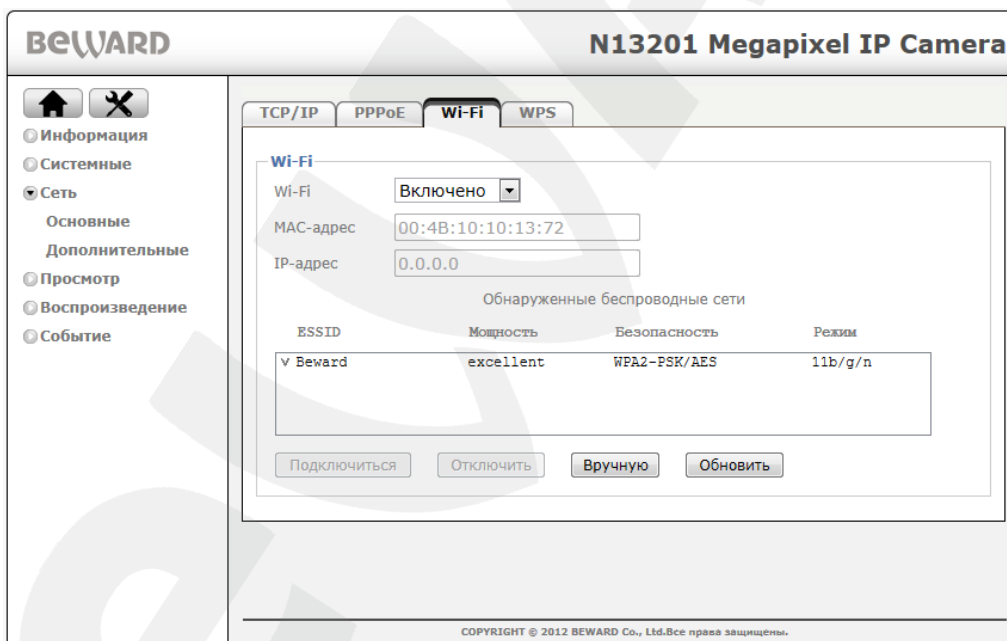 BEWARD
N13201 Megapixel IP Camera
Информация
Системные
Сеть
Основные
Дополнительные
Просмотр
Воспроизведение
Событие
TCP/IP PPPoE Wi-Fi WPS
Wi-Fi
Wi-Fi Включено
MAC-адрес 00:4B:10:10:13:72
IP-адрес 0.0.0.0
Обнаруженные беспроводные сети
ESSID Мощность Безопасность Режим
v Beward excellent WPA2-PSK/AES 11b/g/n
Подключиться Отключить Вручную Обновить
COPYRIGHT © 2012 BEWARD Co., Ltd.Все права защищены.